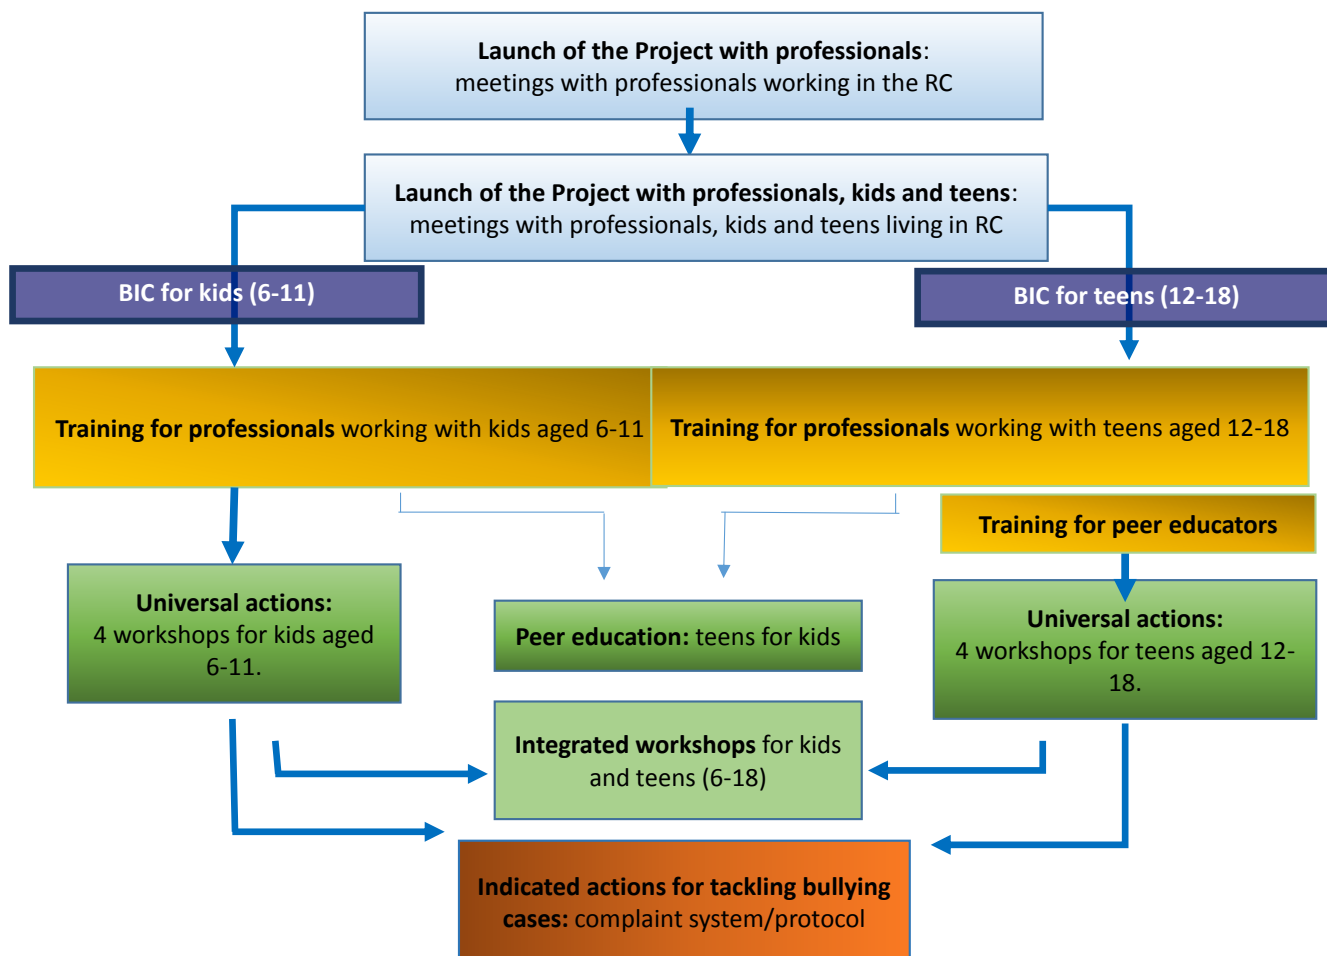 Launch of the Project with professionals:
meetings with professionals working in the RC
Launch of the Project with professionals, kids and teens:
meetings with professionals, kids and teens living in RC
BIC for kids (6-11)
BIC for teens (12-18)
Training for professionals working with kids aged 6-11
Training for professionals working with teens aged 12-18
Training for peer educators
Universal actions:
4 workshops for kids aged
6-11.
Peer education: teens for kids
Universal actions:
4 workshops for teens aged 12-
18.
Integrated workshops for kids
and teens (6-18)
Indicated actions for tackling bullying
cases: complaint system/protocol